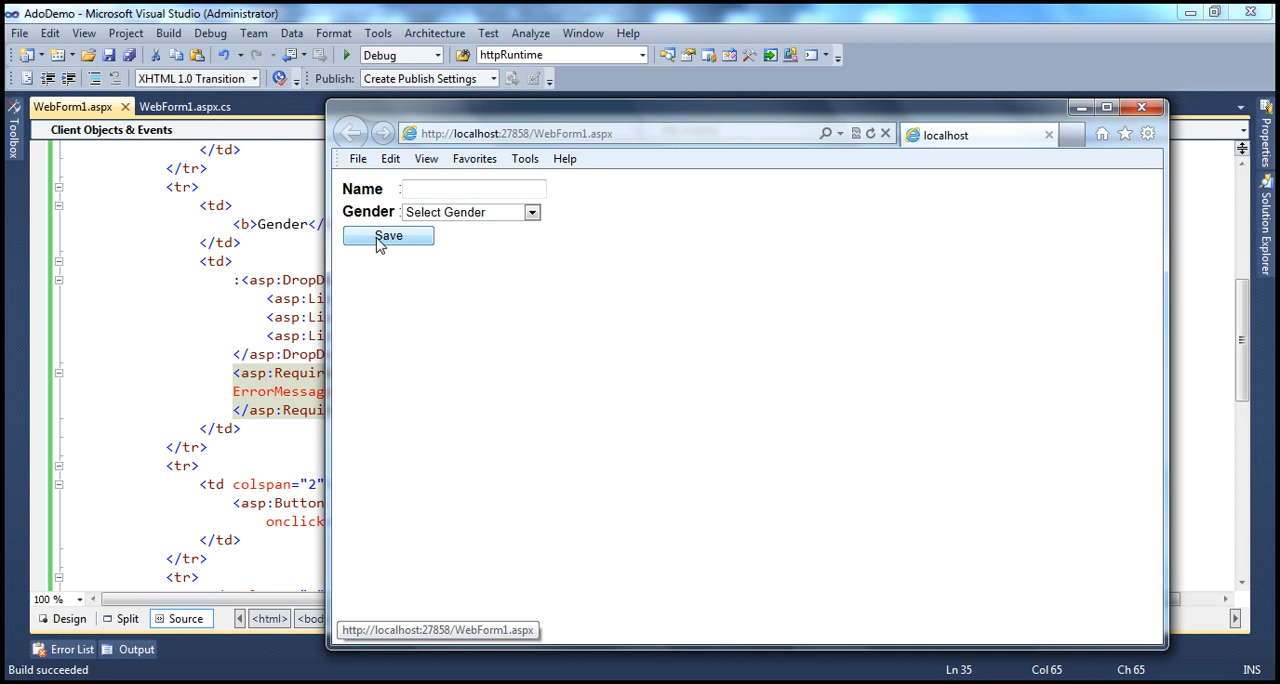 AdoDemo - Microsoft Visual Studio (Administrator)
File Edit View Project Build Debug Team Data Format Tools Architecture Test Analyze Window Help
Debug httpRuntime
XHTML 1.0 Transition Publish: Create Publish Settings
WebForm1.aspx WebForm1.aspx.cs
Client Objects & Events
Toolbox
Properties
Solution Explorer
</td>
</tr>
<tr>
<td>
<b>Gender</
</td>
<td>
:<asp:DropD
<asp:Li
<asp:Li
<asp:Li
</asp:DropD
<asp:Requir
ErrorMessag
</asp:Requi
</td>
</tr>
<tr>
<td colspan="2"
<asp:Button
onclick
</td>
</tr>
<tr>
http://localhost:27858/WebForm1.aspx
localhost
File Edit View Favorites Tools Help
Name :
Gender : Select Gender
Save
http://localhost:27858/WebForm1.aspx
100 %
Design Split Source <html> <bod
Error List Output
Build succeeded Ln 35 Col 65 Ch 65 INS